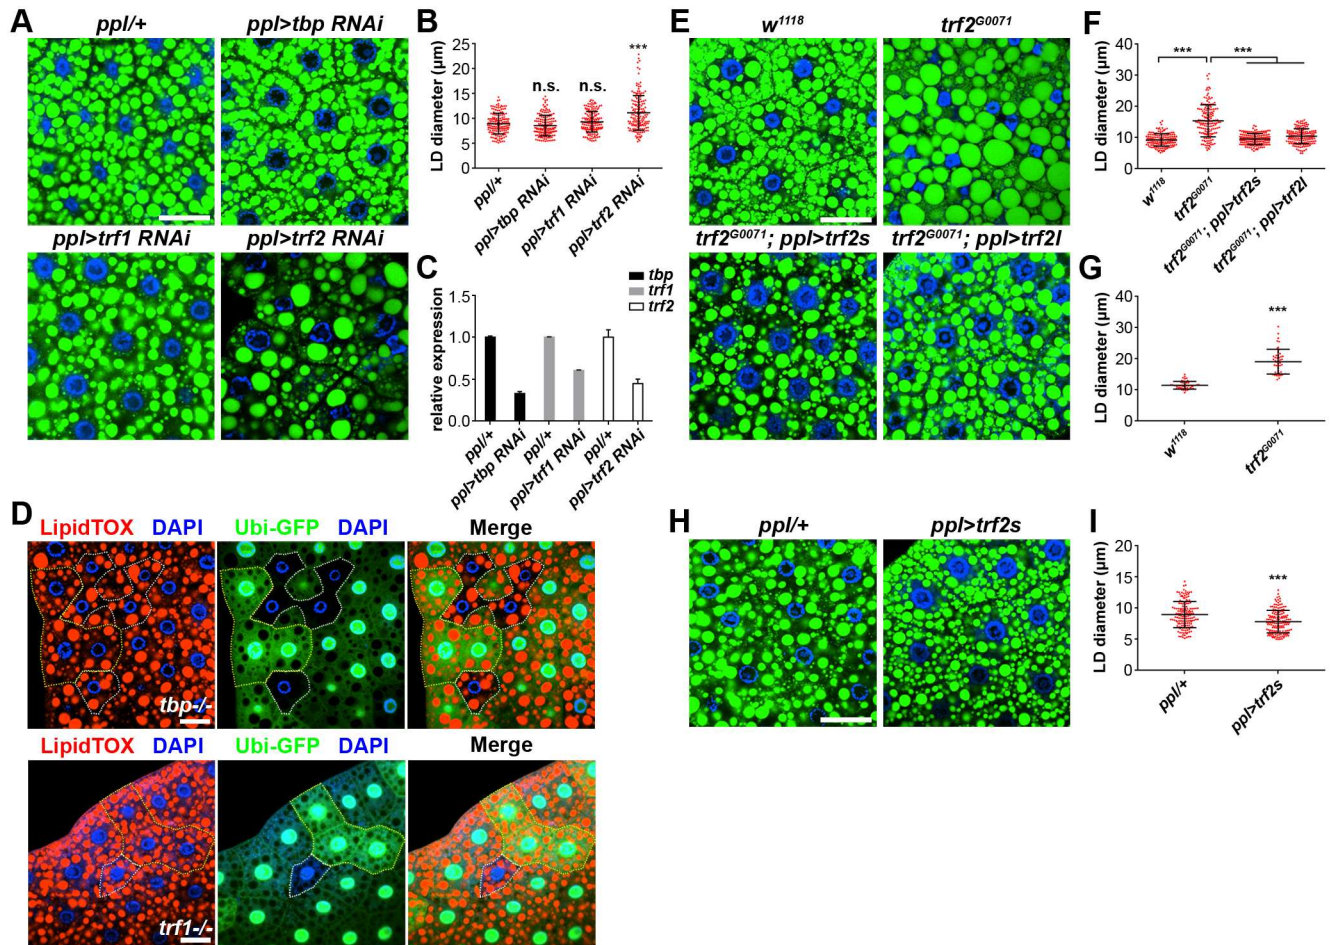 A
ppl/+
ppl>tbp RNAi
ppl>trf1 RNAi
ppl>trf2 RNAi
B
LD diameter (µm)
25
20
15
10
5
0
n.s.
n.s.
***
ppl/+
ppl>tbp RNAi
ppl>trf1 RNAi
ppl>trf2 RNAi
C
tbp
trf1
trf2
relative expression
1.5
1.0
0.5
0.0
ppl/+
ppl>tbp RNAi
ppl/+
ppl>trf1 RNAi
ppl/+
ppl>trf2 RNAi
D
LipidTOX DAPI
Ubi-GFP DAPI
Merge
tbp-/-
LipidTOX DAPI
Ubi-GFP DAPI
Merge
trf1-/-
E
w1118
trf2G0071
trf2G0071; ppl>trf2s
trf2G0071; ppl>trf2l
F
LD diameter (µm)
40
30
20
10
0
***
***
w1118
trf2G0071
trf2G0071; ppl>trf2s
trf2G0071; ppl>trf2l
G
LD diameter (µm)
40
30
20
10
0
***
w1118
trf2G0071
H
ppl/+
ppl>trf2s
I
LD diameter (µm)
20
15
10
5
0
***
ppl/+
ppl>trf2s